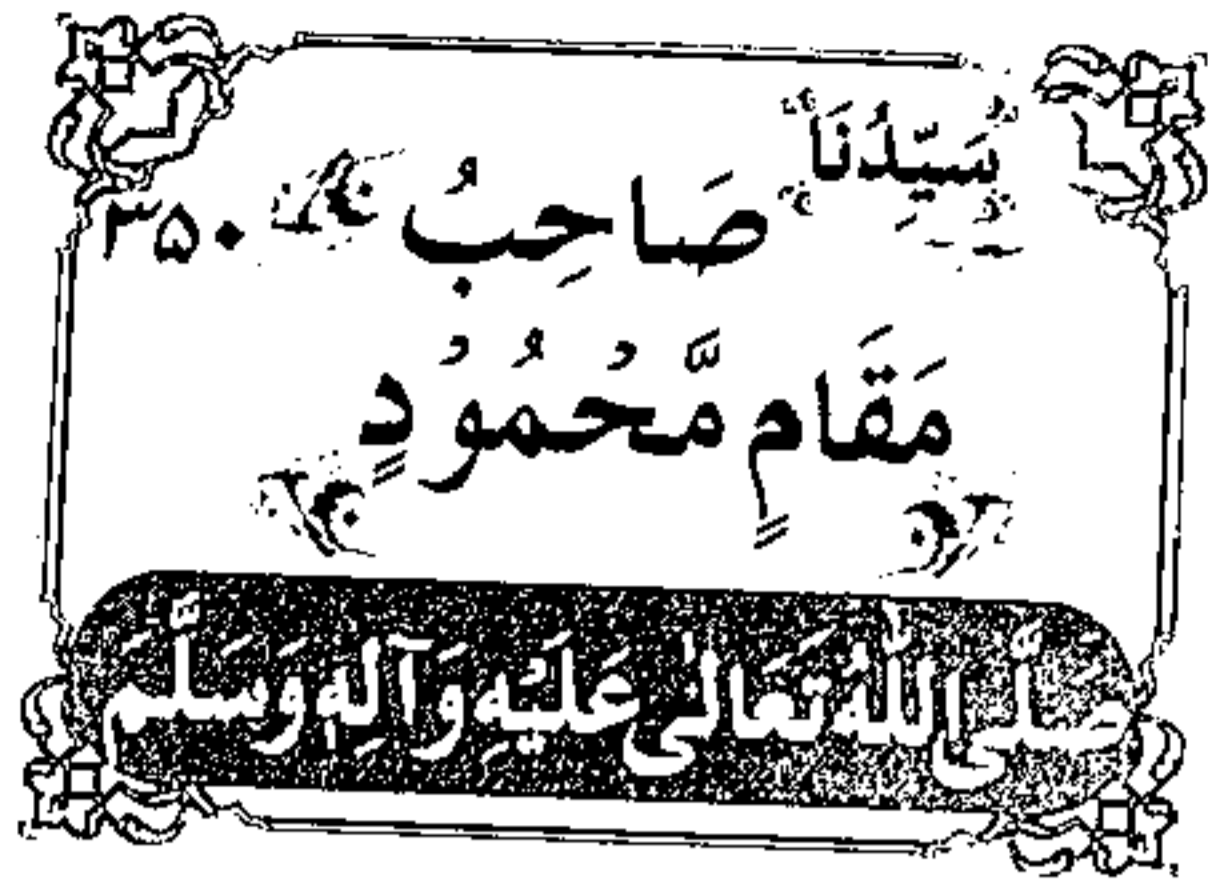 سَيِّدُنَا صَاحِبُ ۳۵۰
مَقَامٍ مَّحْمُوْدٍ
صَلَّى اللّٰهُ تَعَالٰى عَلَيْهِ وَآلِهٖ وَسَلَّمَ